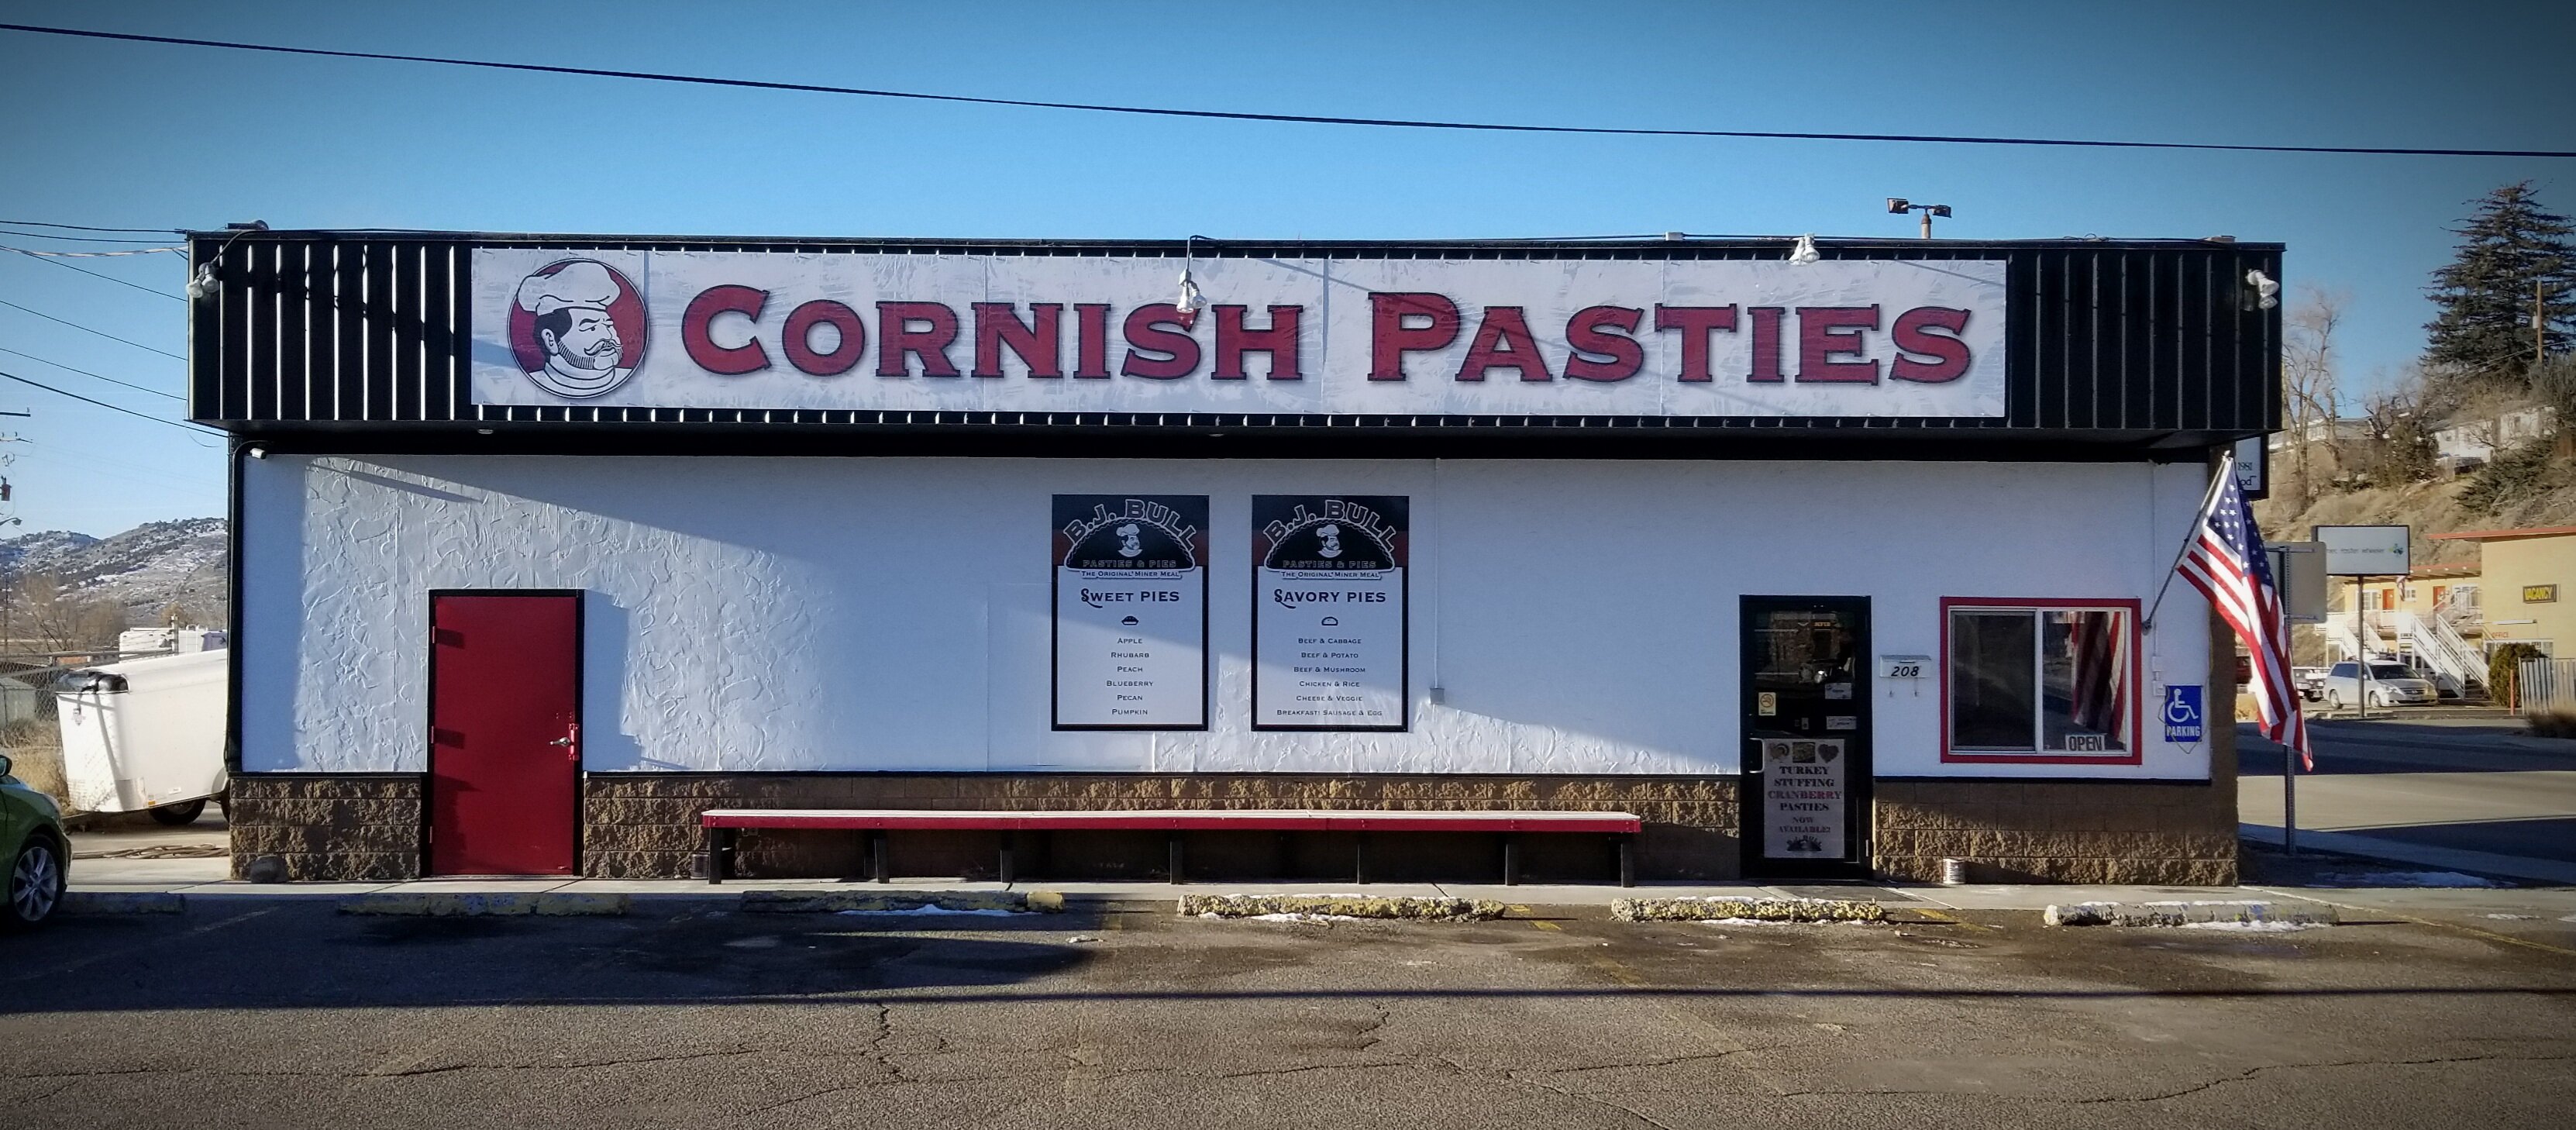 CORNISH PASTIES
B.J. BULL
PASTIES & PIES
THE ORIGINAL MINER MEAL
SWEET PIES
APPLE
RHUBARB
PEACH
BLUEBERRY
PECAN
PUMPKIN
B.J. BULL
PASTIES & PIES
THE ORIGINAL MINER MEAL
SAVORY PIES
BEEF & CABBAGE
BEEF & POTATO
BEEF & MUSHROOM
CHICKEN & RICE
CHEESE & VEGGIE
BREAKFAST! SAUSAGE & EGG
TURKEY
STUFFING
CRANBERRY
PASTIES
NOW
AVAILABLE!
208
OPEN
PARKING
1981
VACANCY